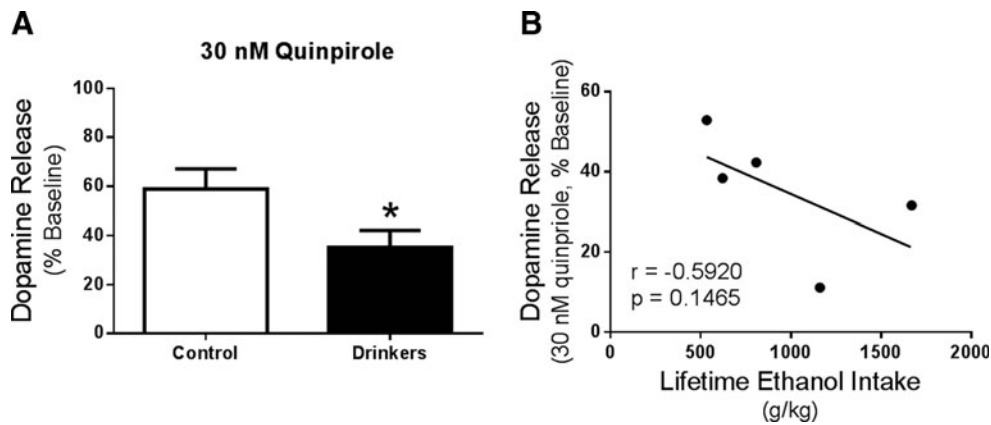 A
30 nM Quinpirole
Dopamine Release
(% Baseline)
100
80
60
40
20
0
*
Control
Drinkers
B
Dopamine Release
(30 nM quinpriole, % Baseline)
60
40
20
0
r = -0.5920
p = 0.1465
0
500
1000
1500
2000
Lifetime Ethanol Intake
(g/kg)